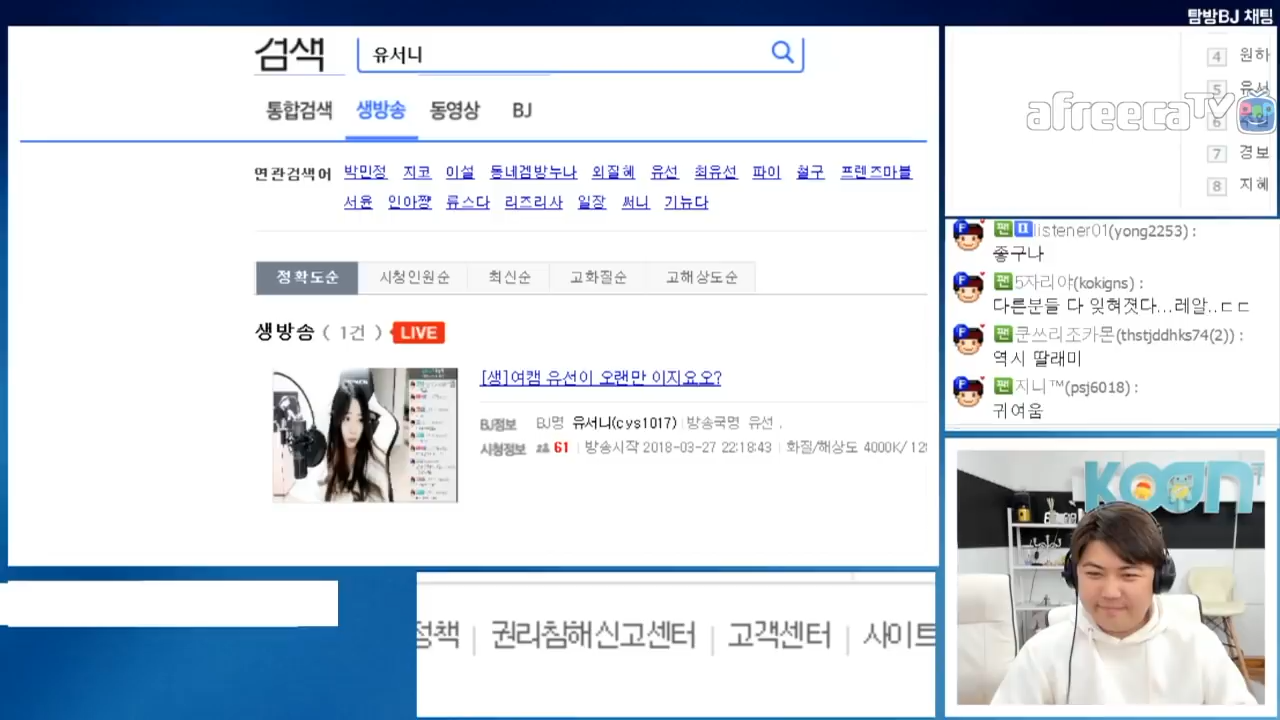 탐방BJ 채팅
검색 유서니
통합검색 생방송 동영상 BJ
연관검색어 박민정 지코 이설 동네겜방누나 외질혜 유선 최유선 파이 철구 프렌즈마블
서윤 인아짱 류스다 리즈리사 일장 써니 기뉴다
정확도순 시청인원순 최신순 고화질순 고해상도순
생방송 ( 1건 ) LIVE
[생]여캠 유선이 오랜만 이지요오?
BJ정보 BJ명 유서니(cys1017) | 방송국명 유선 ,
시청정보 61 | 방송시작 2018-03-27 22:18:43 | 화질/해상도 4000K/
정책 | 권리침해신고센터 | 고객센터 | 사이트
4 원하
5 유서
afreecaTV
6
7 경보
8 지혜
팬 listener01(yong2253) :
좋구나
팬 5자리야(kokigns) :
다른분들 다 잊혀졋다...레알..ㄷㄷ
팬 쿤쓰리조카몬(thstjddhks74(2)) :
역시 딸래미
팬 지니™(psj6018) :
귀여움
KOON